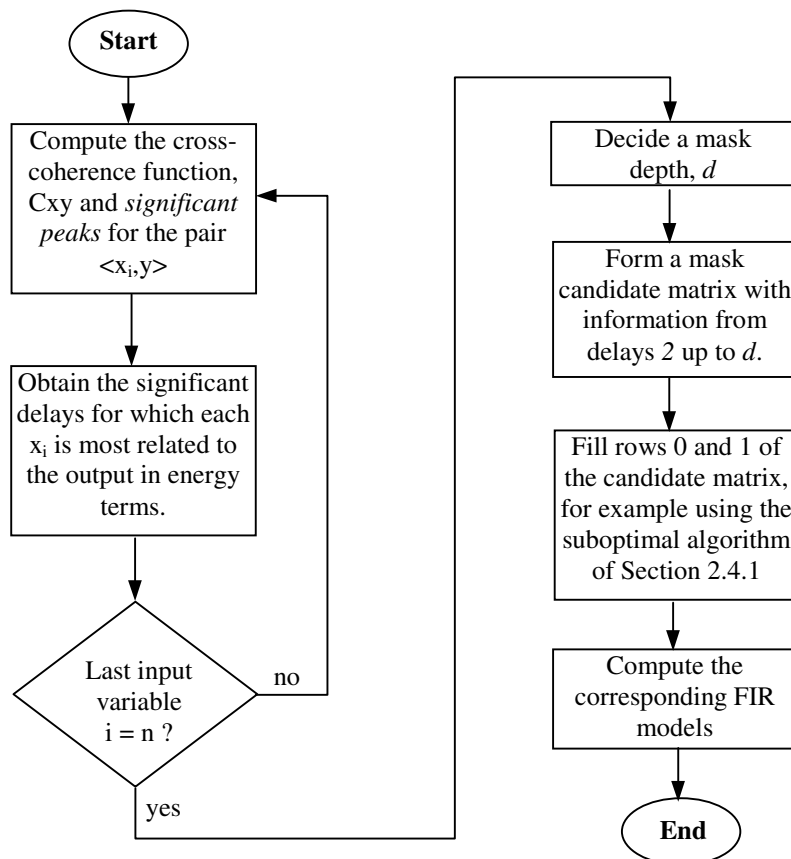 Start
Compute the cross-
coherence function,
Cxy and significant
peaks for the pair
<xi,y>
Obtain the significant
delays for which each
xi is most related to
the output in energy
terms.
Last input
variable
i = n ?
no
yes
Decide a mask
depth, d
Form a mask
candidate matrix with
information from
delays 2 up to d.
Fill rows 0 and 1 of
the candidate matrix,
for example using the
suboptimal algorithm
of Section 2.4.1
Compute the
corresponding FIR
models
End